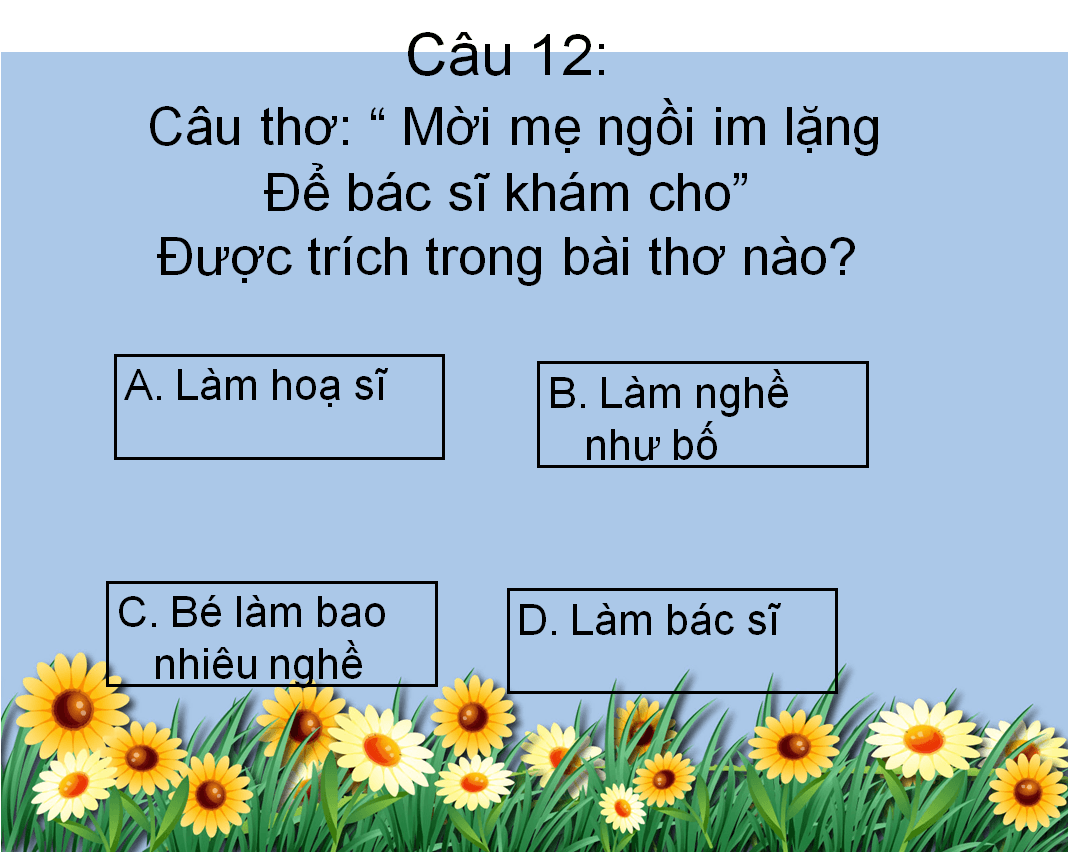 Câu 12:
Câu thơ: “ Mời mẹ ngồi im lặng
Để bác sĩ khám cho”
Được trích trong bài thơ nào?
A. Làm hoạ sĩ
B. Làm nghề
như bố
C. Bé làm bao
nhiêu nghề
D. Làm bác sĩ